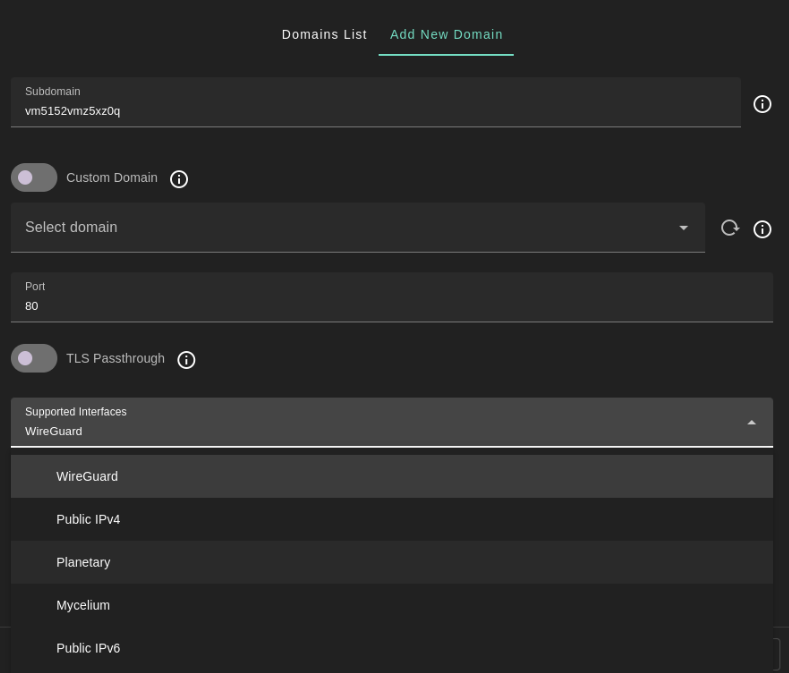 Domains List
Add New Domain
Subdomain
vm5152vmz5xz0q
Custom Domain
Select domain
Port
80
TLS Passthrough
Supported Interfaces
WireGuard
WireGuard
Public IPv4
Planetary
Mycelium
Public IPv6